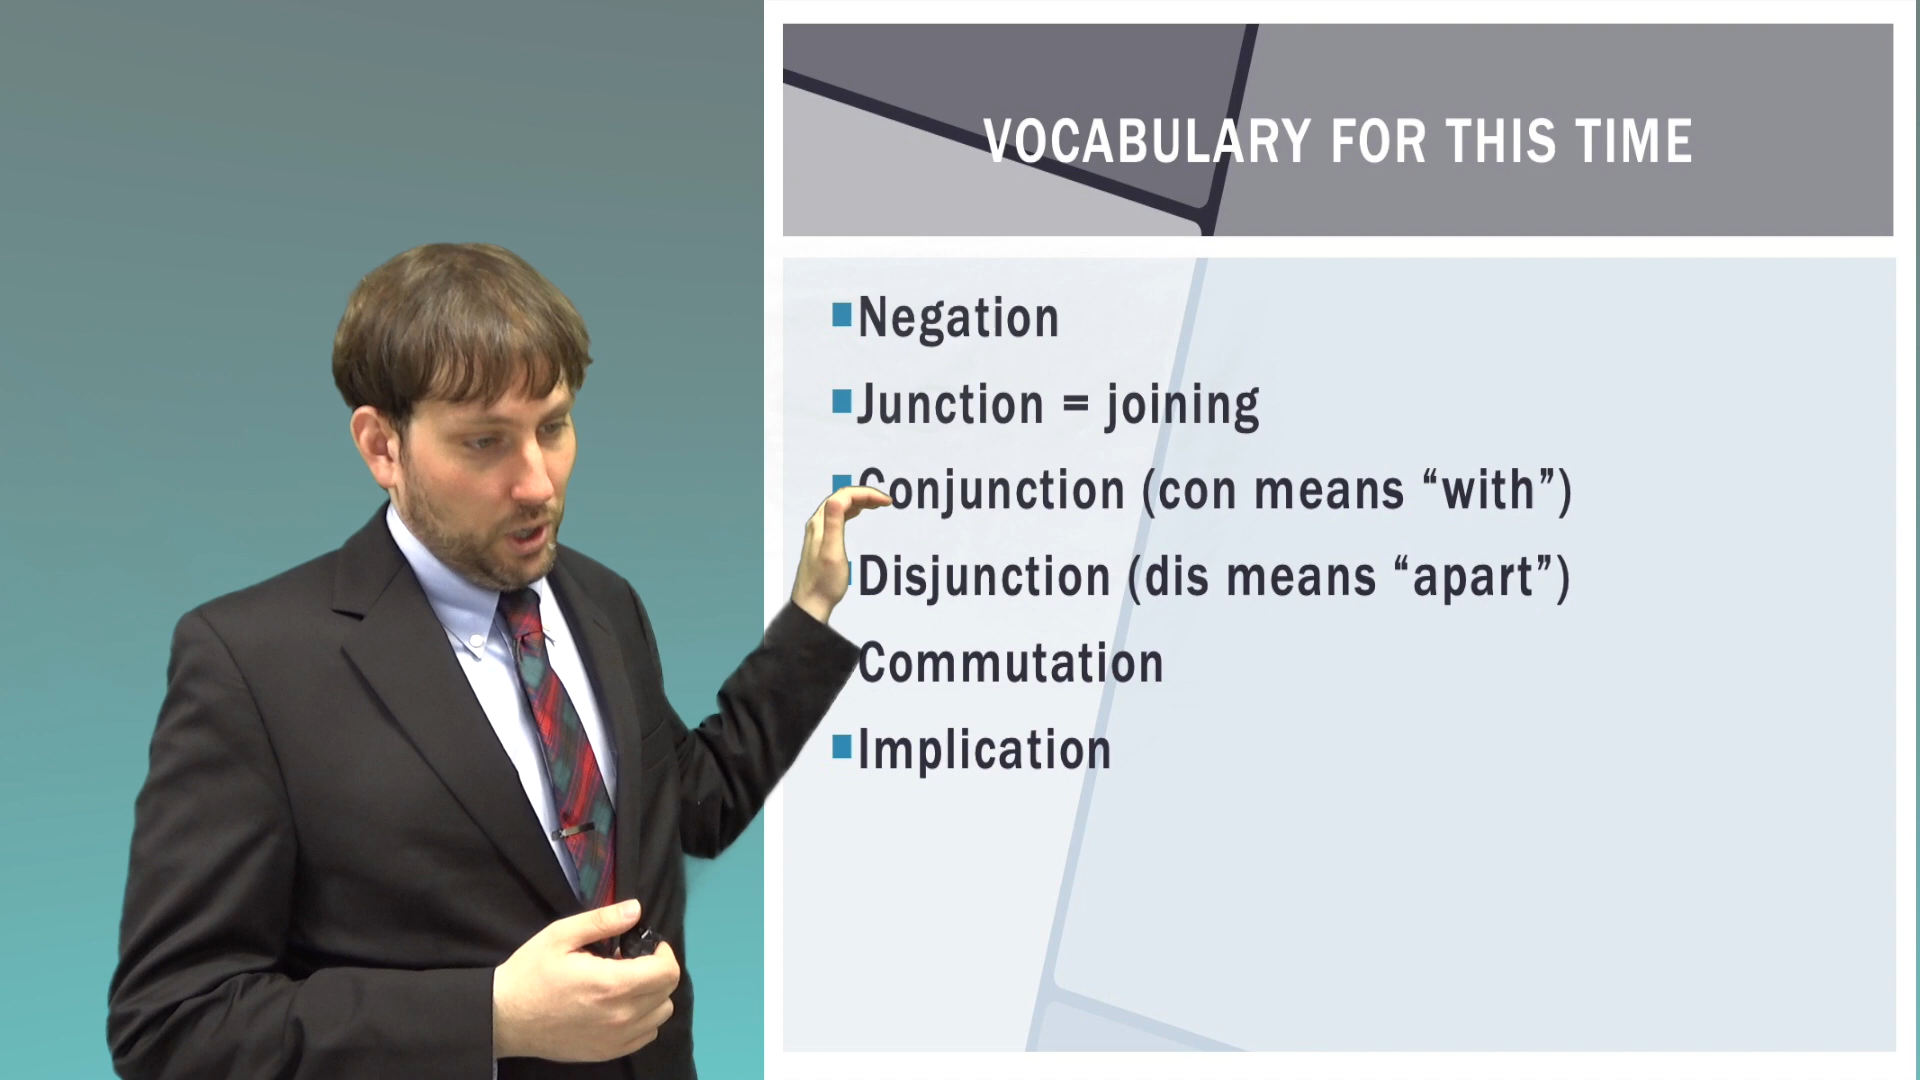 VOCABULARY FOR THIS TIME
Negation
Junction = joining
Conjunction (con means “with”)
Disjunction (dis means “apart”)
Commutation
Implication